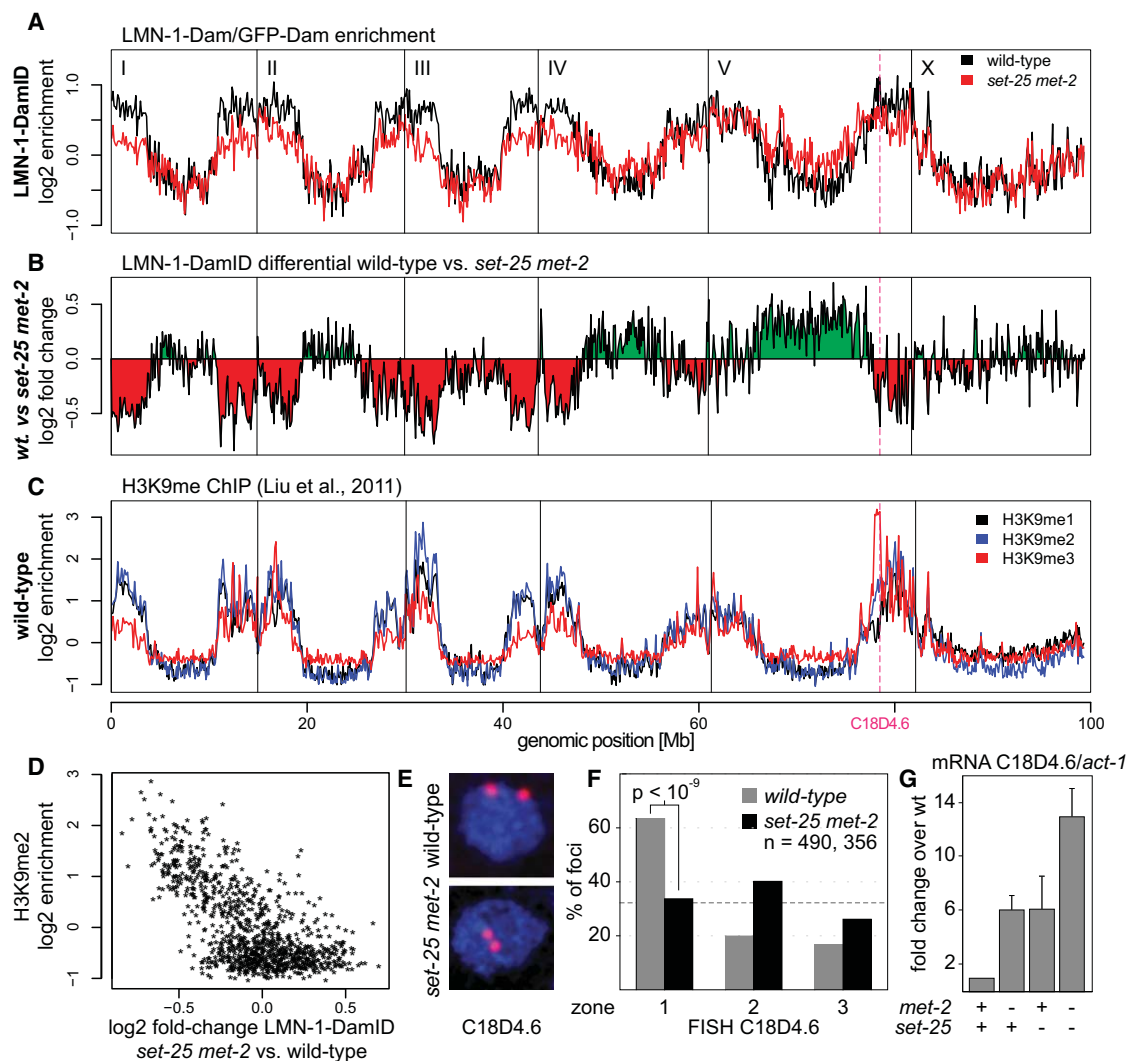 A
LMN-1-Dam/GFP-Dam enrichment
LMN-1-DamID
log2 enrichment
1.0
0.0
-1.0
I
II
III
IV
V
X
wild-type
set-25 met-2
B
LMN-1-DamID differential wild-type vs. set-25 met-2
wt. vs set-25 met-2
log2 fold change
0.5
0.0
-0.5
C
H3K9me ChIP (Liu et al., 2011)
wild-type
log2 enrichment
3
2
1
0
-1
H3K9me1
H3K9me2
H3K9me3
0
20
40
60
C18D4.6
100
genomic position [Mb]
D
H3K9me2
log2 enrichment
3
2
1
0
-1
-0.5
0.0
0.5
log2 fold-change LMN-1-DamID
set-25 met-2 vs. wild-type
E
wild-type
set-25 met-2
C18D4.6
F
p < 10-9
wild-type
set-25 met-2
n = 490, 356
% of foci
60
40
20
zone
1
2
3
FISH C18D4.6
G
mRNA C18D4.6/act-1
fold change over wt
14
10
6
2
met-2 + - + -
set-25 + + - -